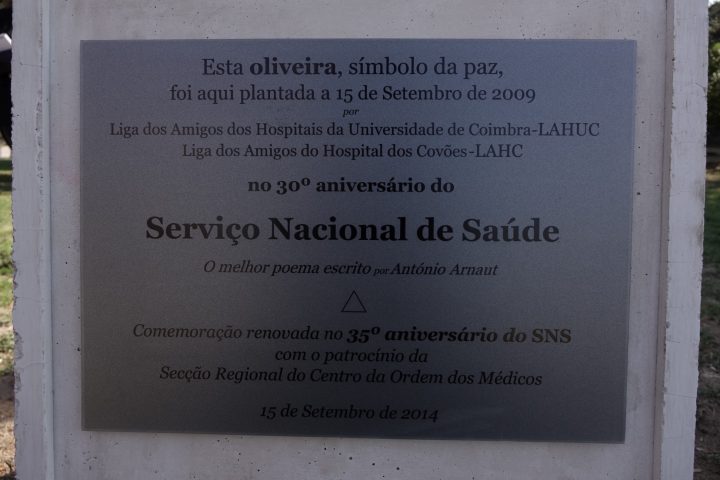 Esta oliveira, símbolo da paz,
foi aqui plantada a 15 de Setembro de 2009
por
Liga dos Amigos dos Hospitais da Universidade de Coimbra-LAHUC
Liga dos Amigos do Hospital dos Covões-LAHC
no 30º aniversário do
Serviço Nacional de Saúde
O melhor poema escrito por António Arnaut
Comemoração renovada no 35º aniversário do SNS
com o patrocínio da
Secção Regional do Centro da Ordem dos Médicos
15 de Setembro de 2014